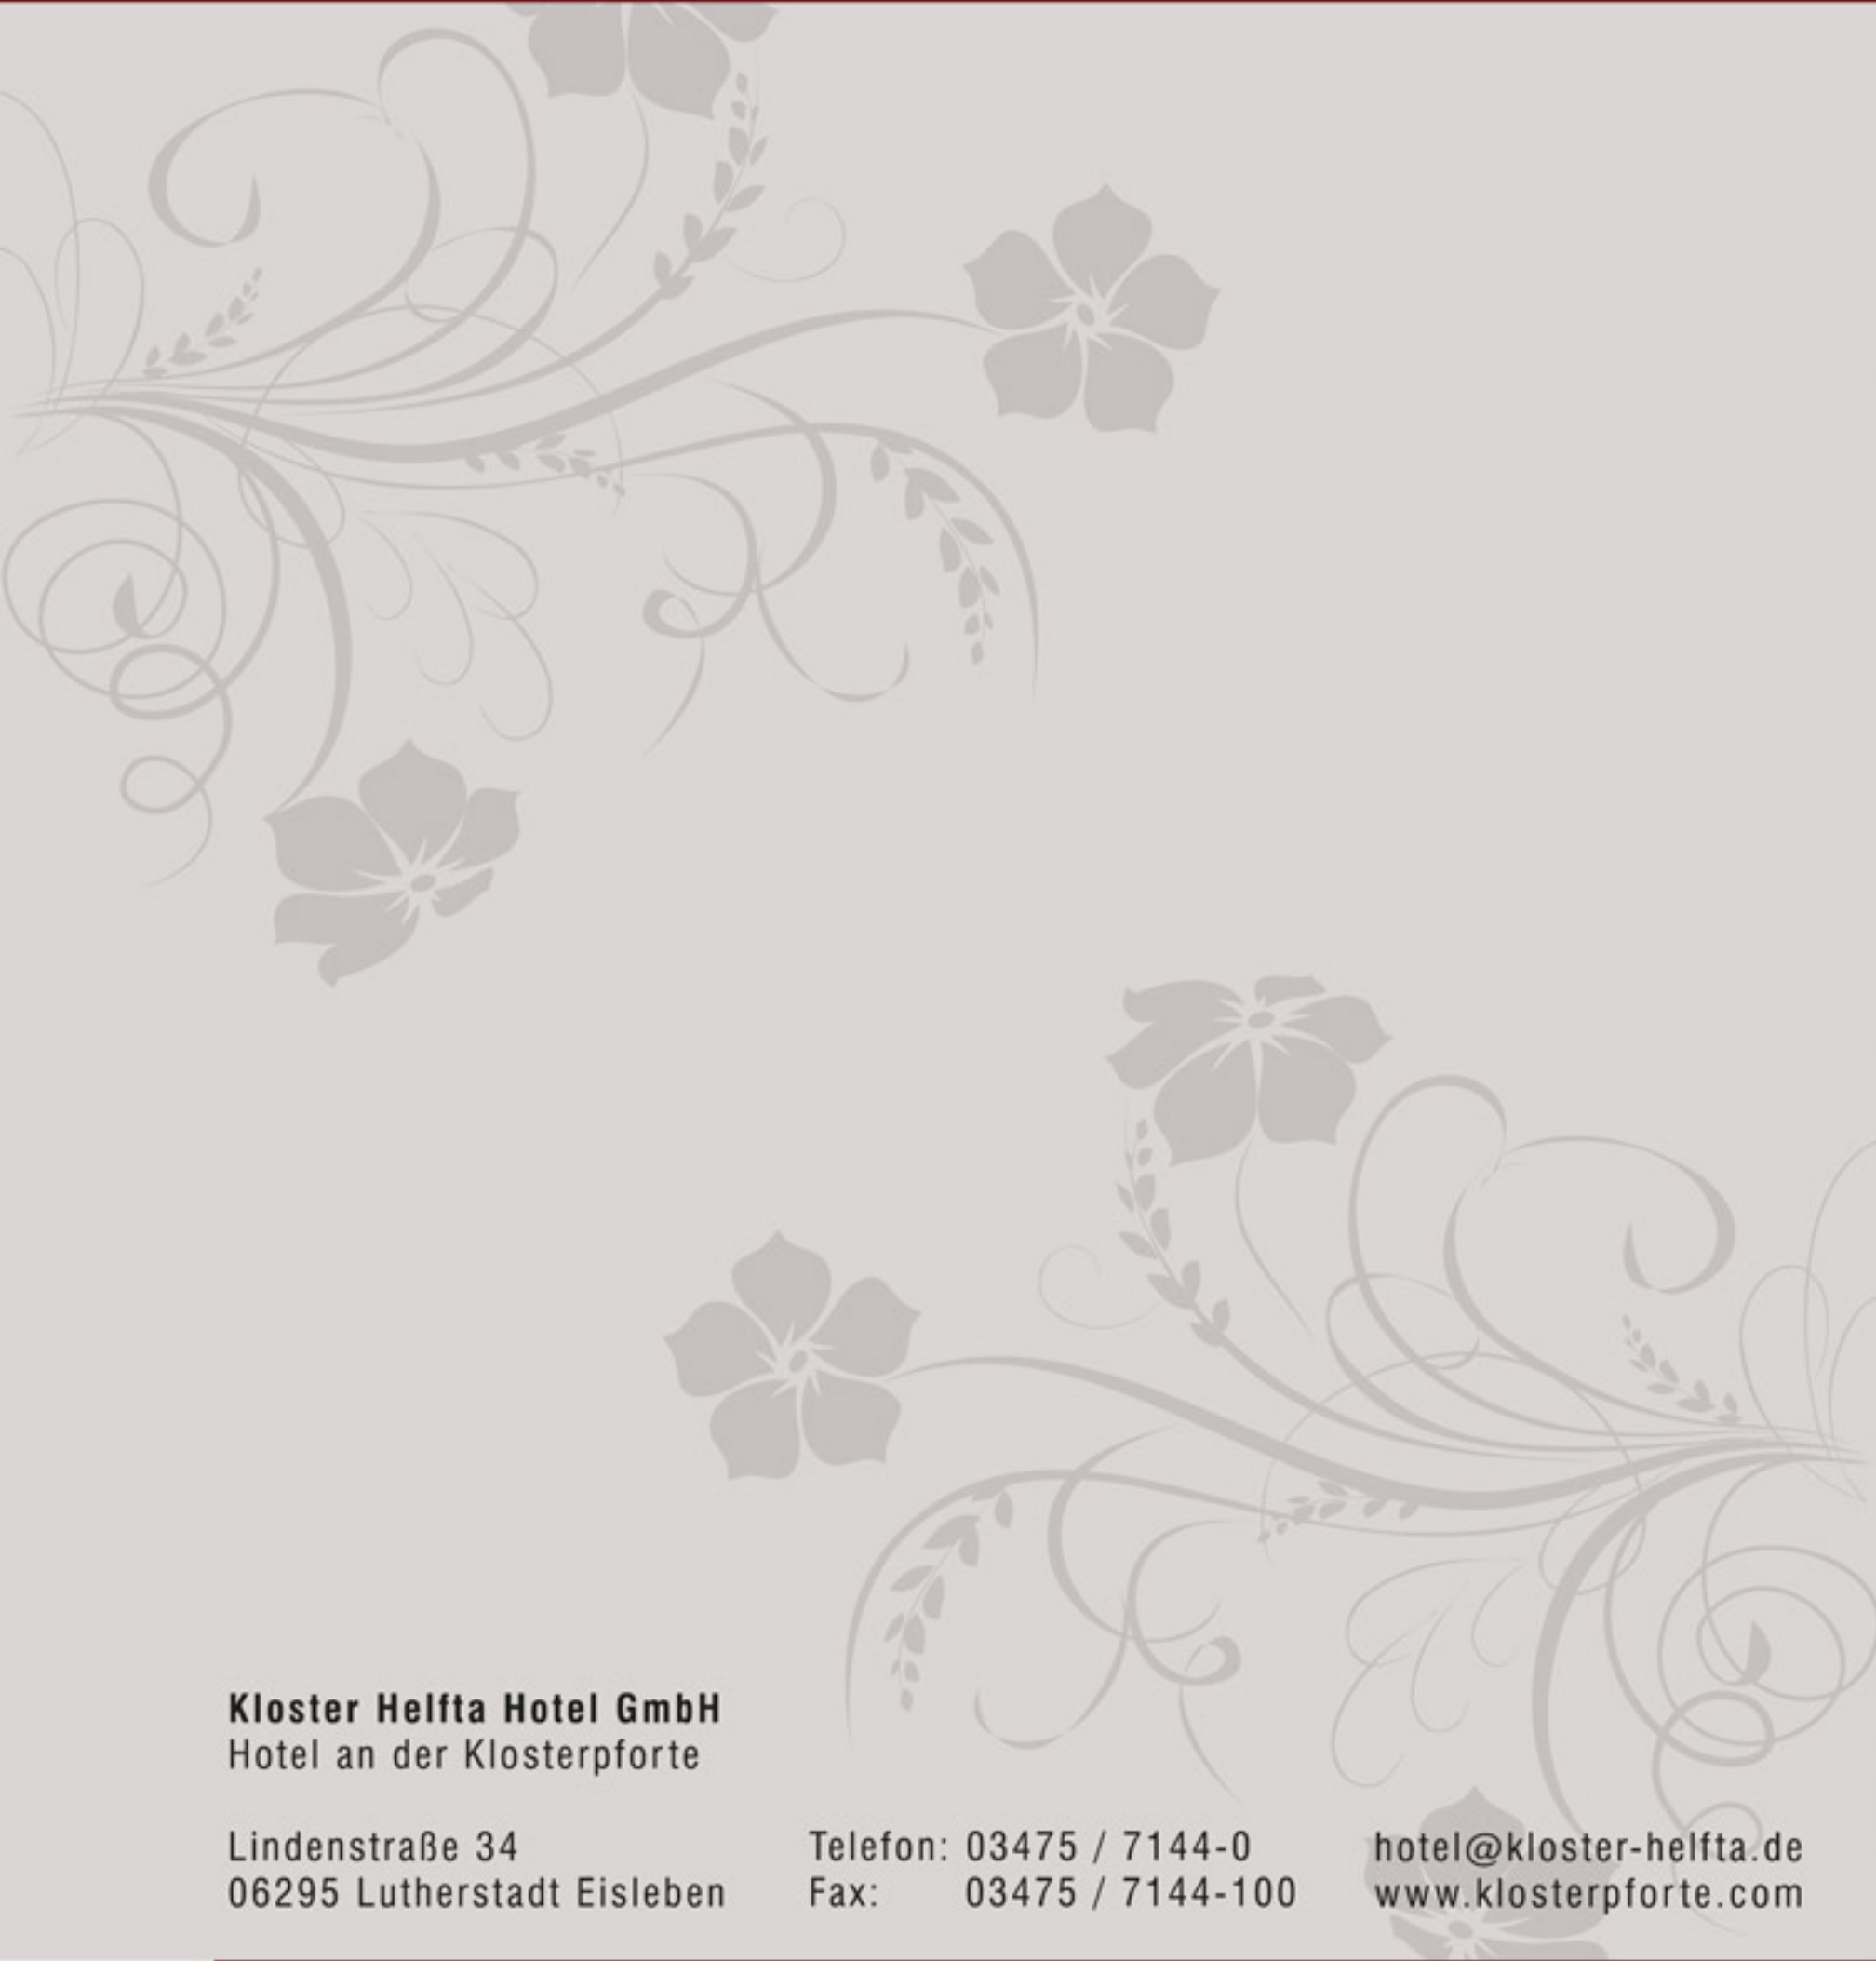 Kloster Helfta Hotel GmbH
Hotel an der Klosterpforte
Lindenstraße 34
06295 Lutherstadt Eisleben
Telefon: 03475 / 7144-0
Fax: 03475 / 7144-100
hotel@kloster-helfta.de
www.klosterpforte.com